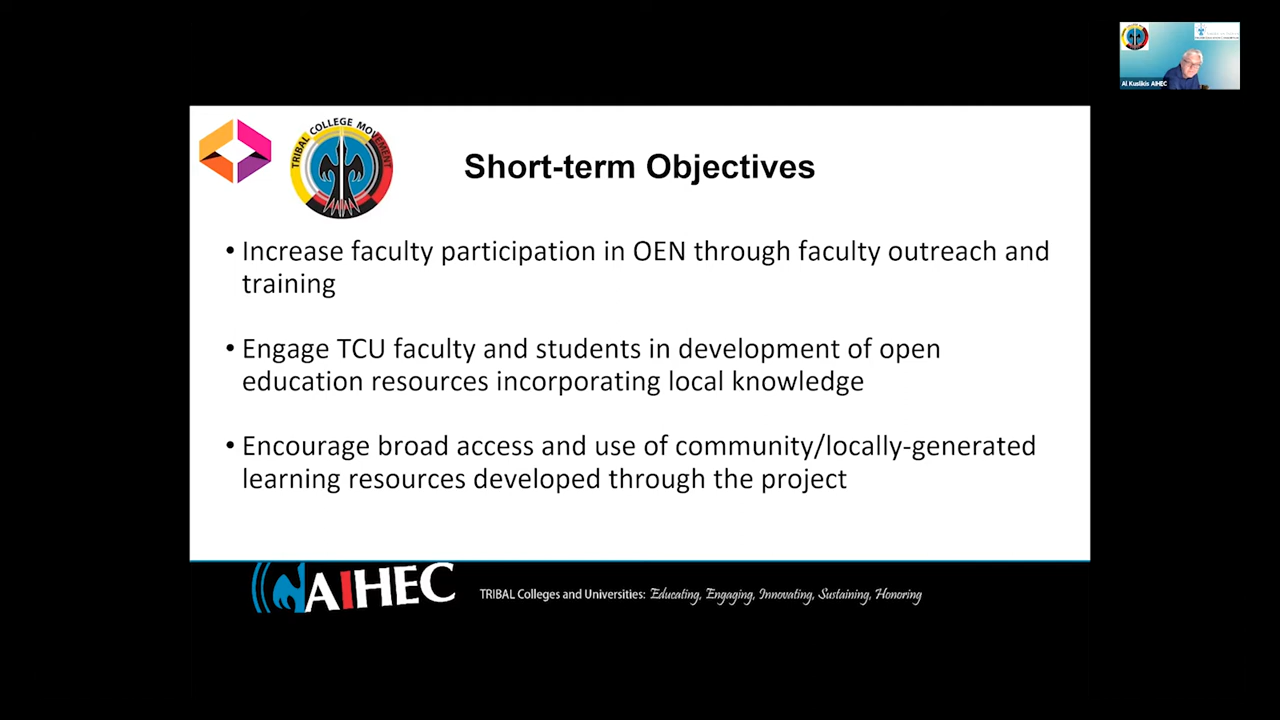 Al Kuslikis AIHEC
TRIBAL COLLEGE MOVEMENT
Short-term Objectives
• Increase faculty participation in OEN through faculty outreach and
training
• Engage TCU faculty and students in development of open
education resources incorporating local knowledge
• Encourage broad access and use of community/locally-generated
learning resources developed through the project
AIHEC
TRIBAL Colleges and Universities: Educating, Engaging, Innovating, Sustaining, Honoring